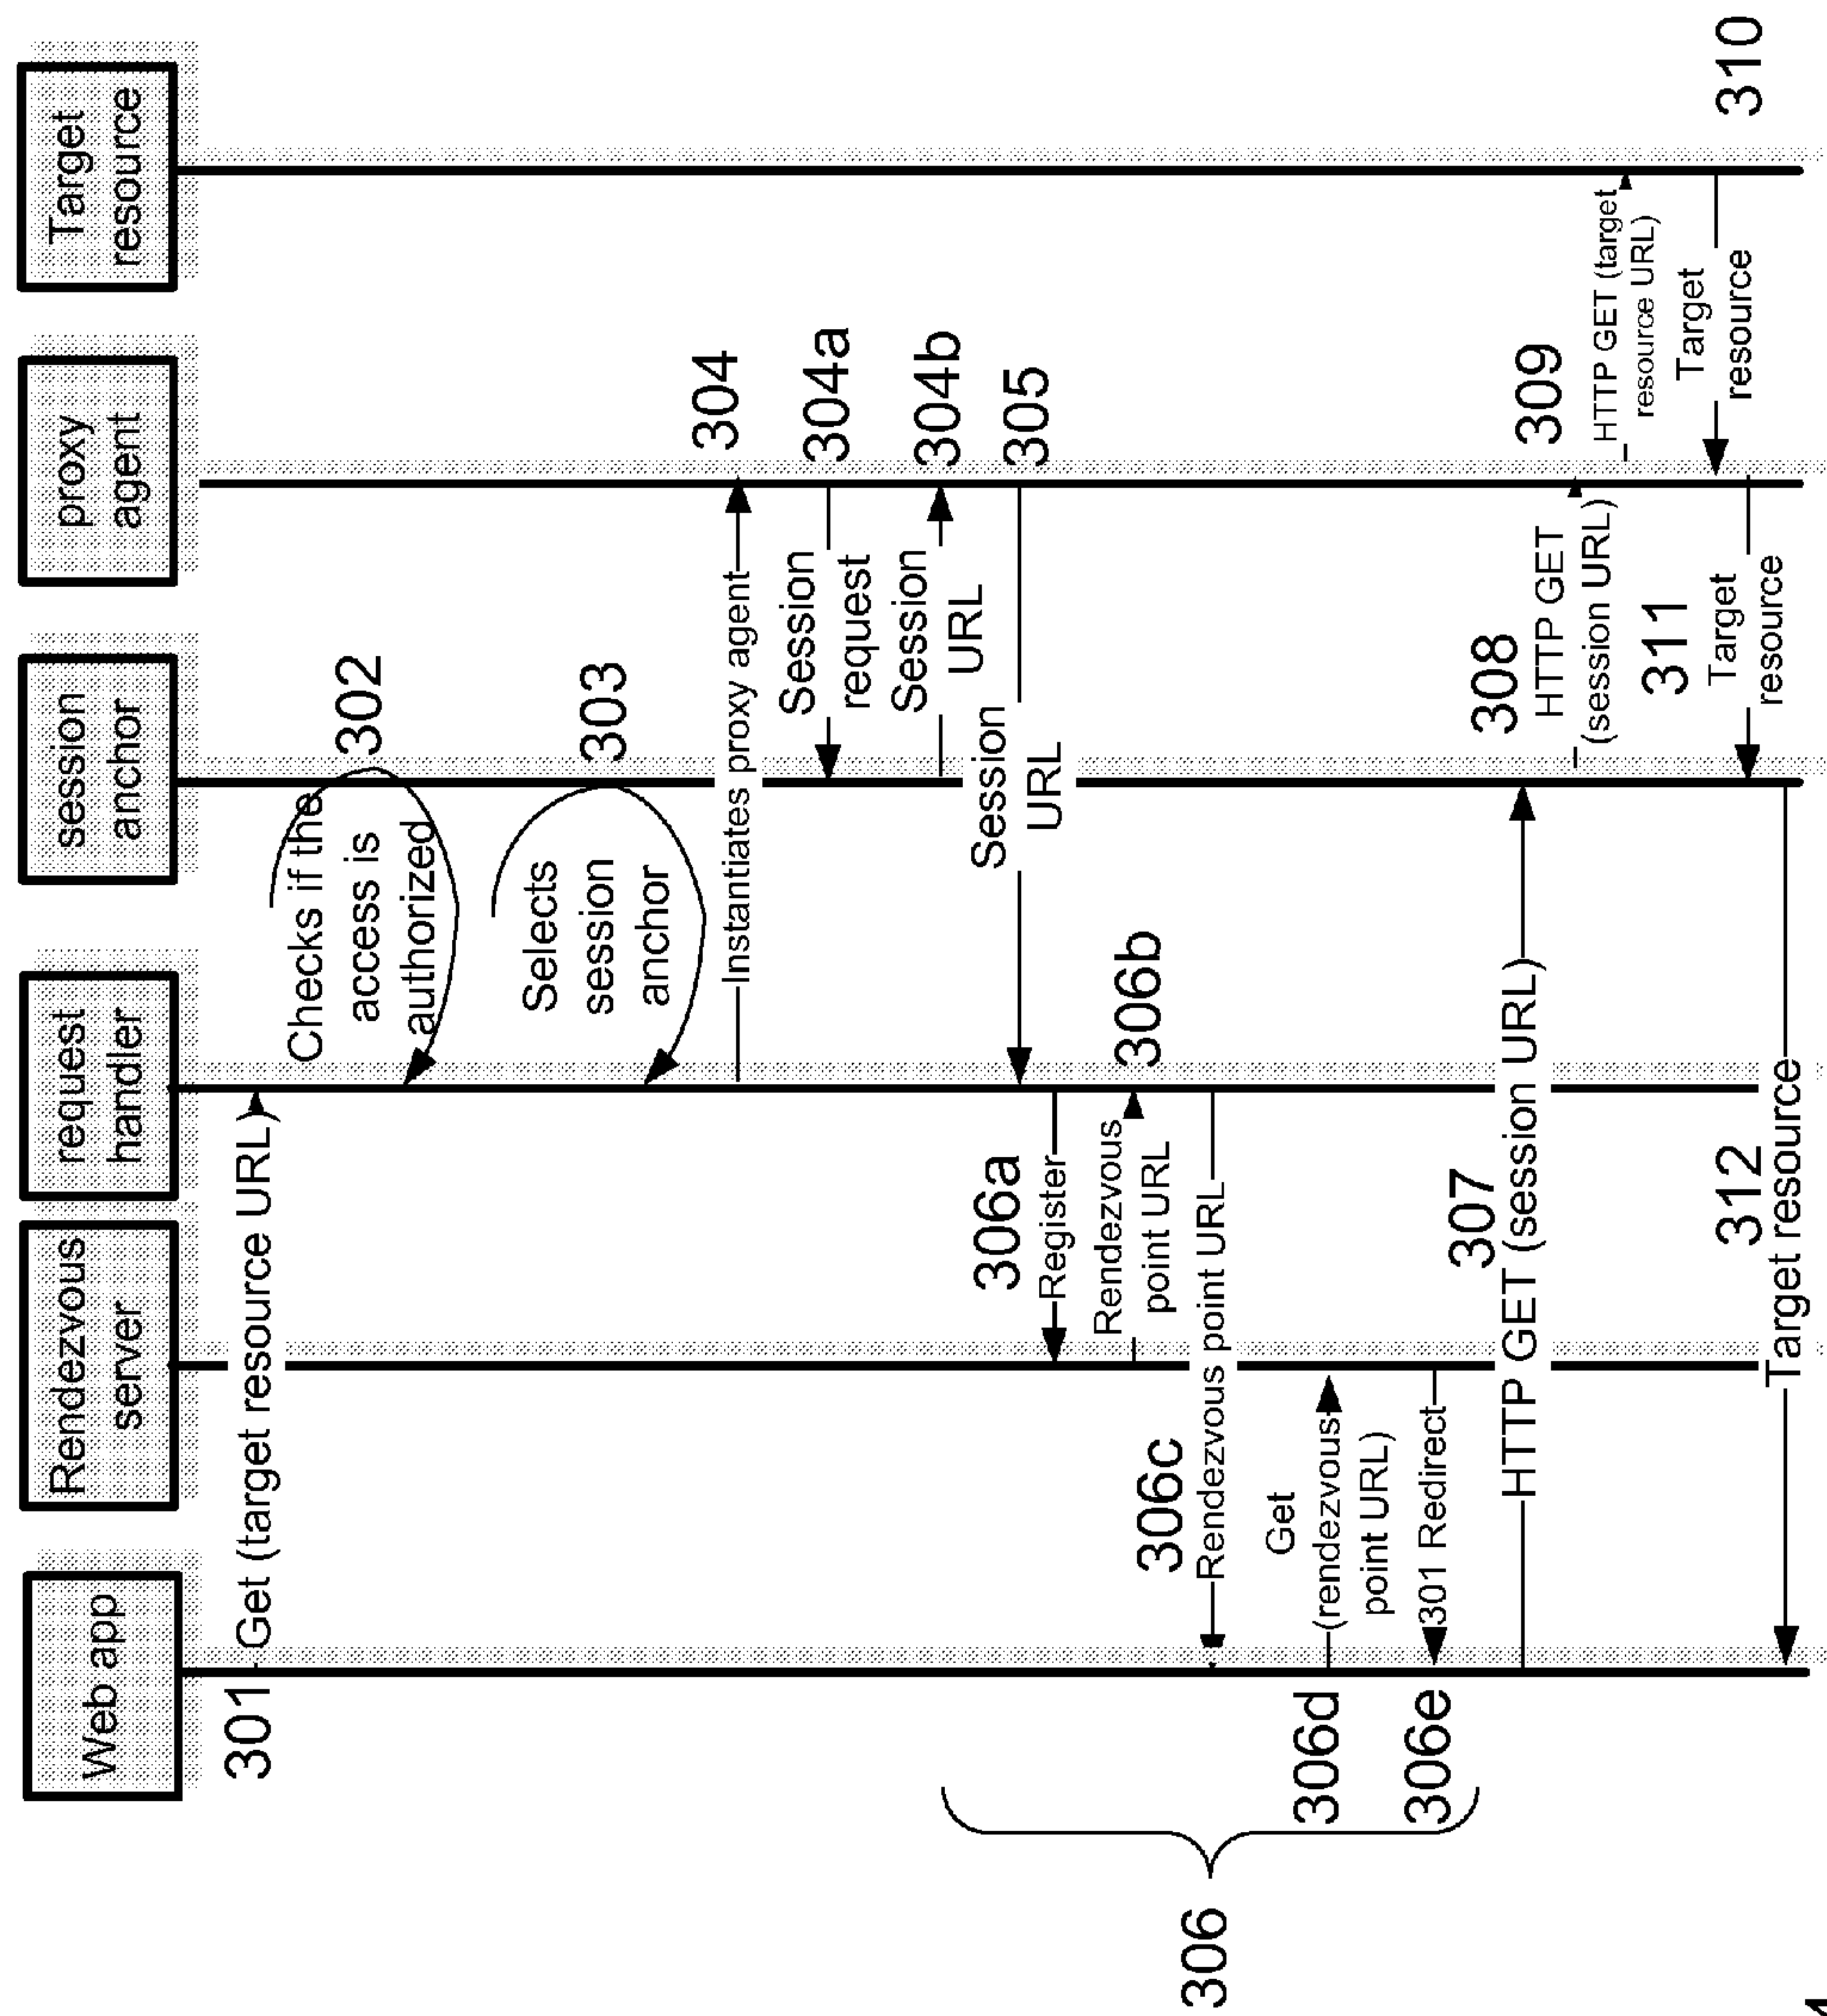 Web app
Rendezvous
server
request
handler
session
anchor
proxy
agent
Target
resource
301
Get (target resource URL)
302
Checks if the
access is
authorized
303
Selects
session
anchor
304
Instantiates proxy agent
304a
Session
request
304b
Session
URL
305
Session
URL
306
306a
Register
306b
Rendezvous
point URL
306c
Rendezvous point URL
306d
Get
(rendezvous
point URL)
306e
301 Redirect
307
HTTP GET (session URL)
308
HTTP GET
(session URL)
309
HTTP GET (target
resource URL)
310
Target
resource
311
Target
resource
312
Target resource